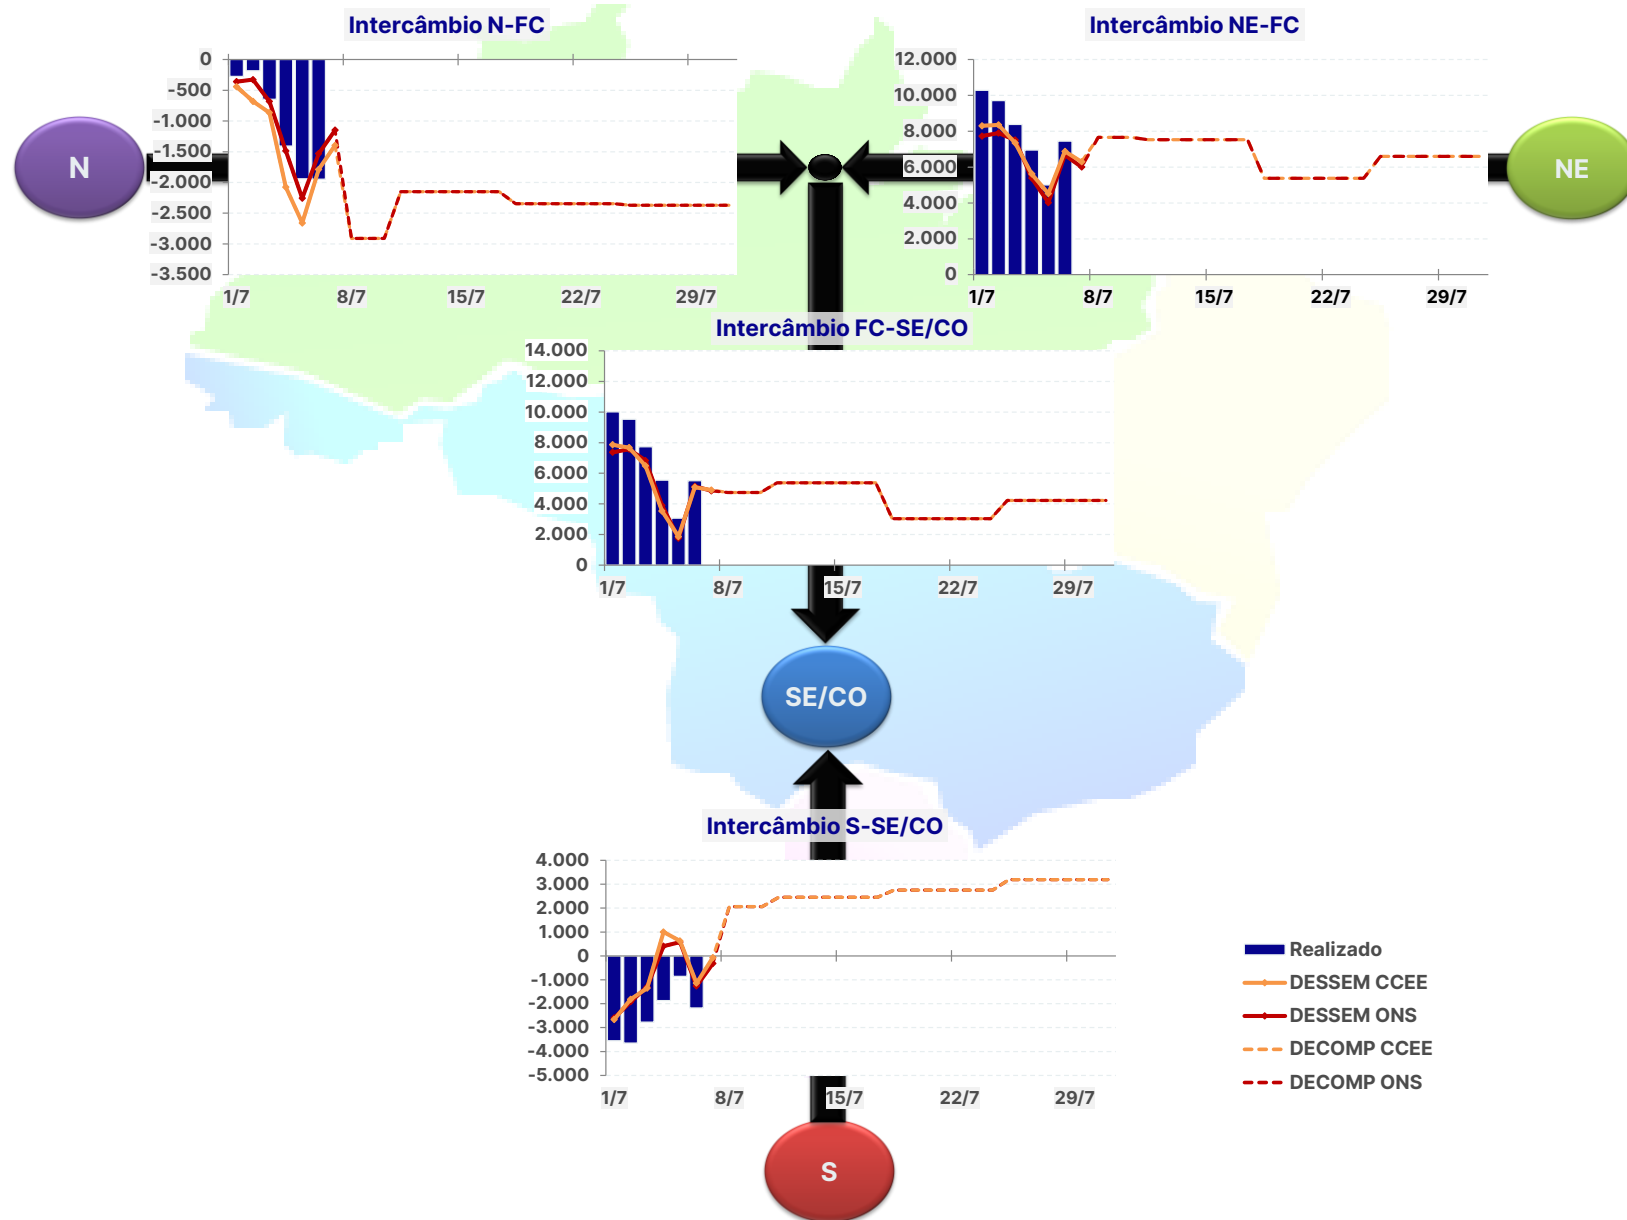 Intercâmbio N-FC
0
-500
-1.000
-1.500
-2.000
-2.500
-3.000
-3.500
1/7 8/7 15/7 22/7 29/7
Intercâmbio NE-FC
12.000
10.000
8.000
6.000
4.000
2.000
0
1/7 8/7 15/7 22/7 29/7
N
NE
Intercâmbio FC-SE/CO
14.000
12.000
10.000
8.000
6.000
4.000
2.000
0
1/7 8/7 15/7 22/7 29/7
SE/CO
Intercâmbio S-SE/CO
4.000
3.000
2.000
1.000
0
-1.000
-2.000
-3.000
-4.000
-5.000
1/7 8/7 15/7 22/7 29/7
Realizado
DESSEM CCEE
DESSEM ONS
DECOMP CCEE
DECOMP ONS
S